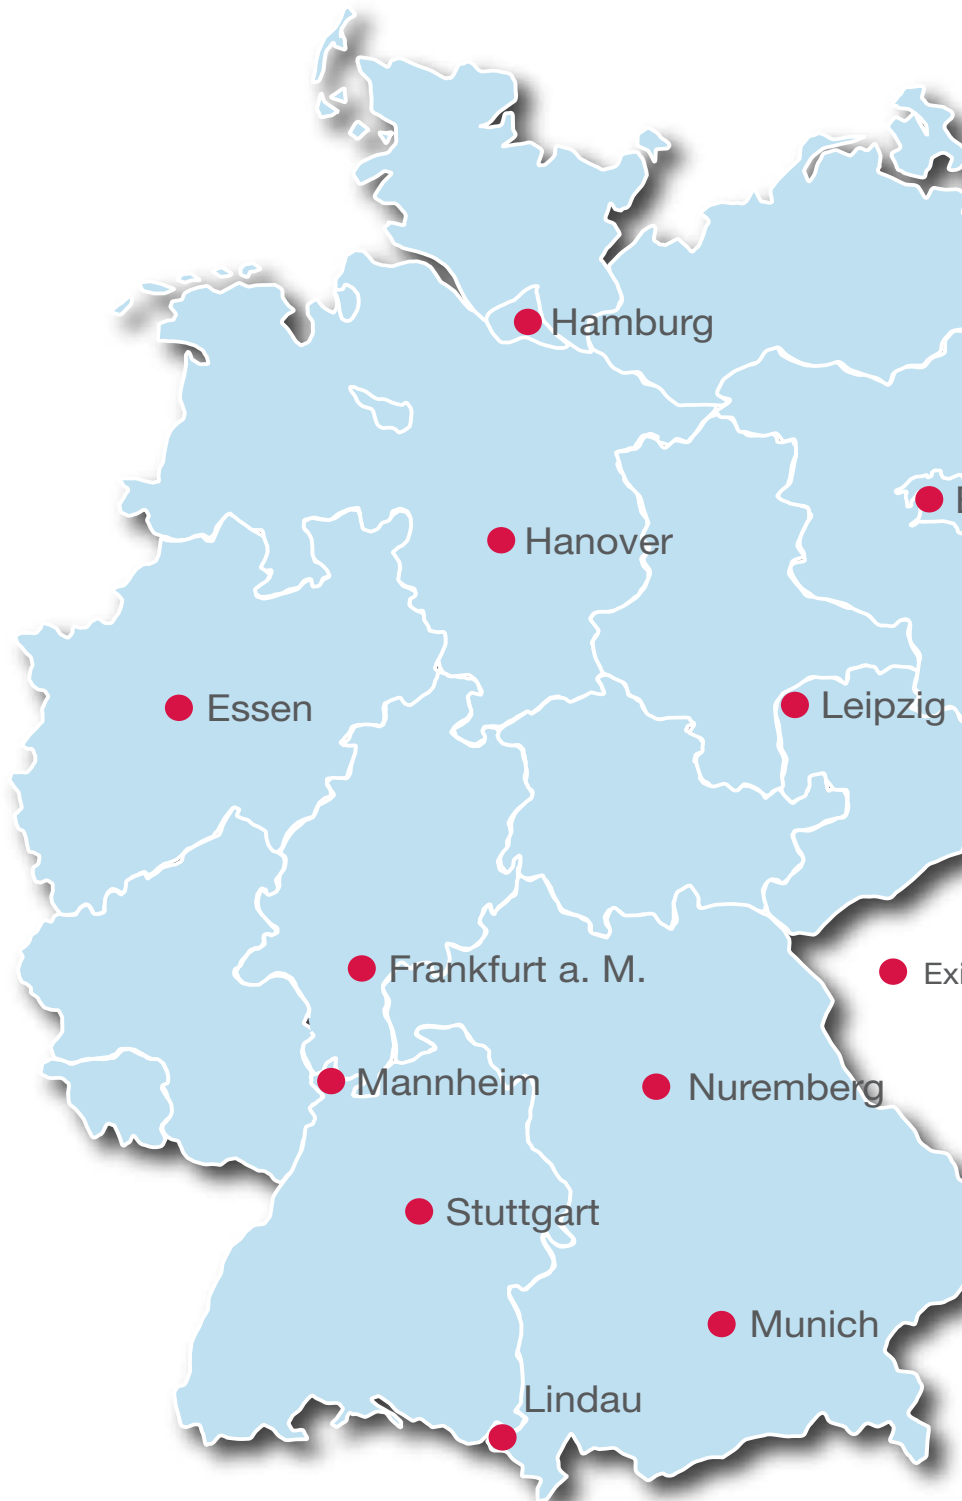 Hamburg
Hanover
Essen
Leipzig
Frankfurt a. M.
Mannheim
Nuremberg
Stuttgart
Munich
Lindau